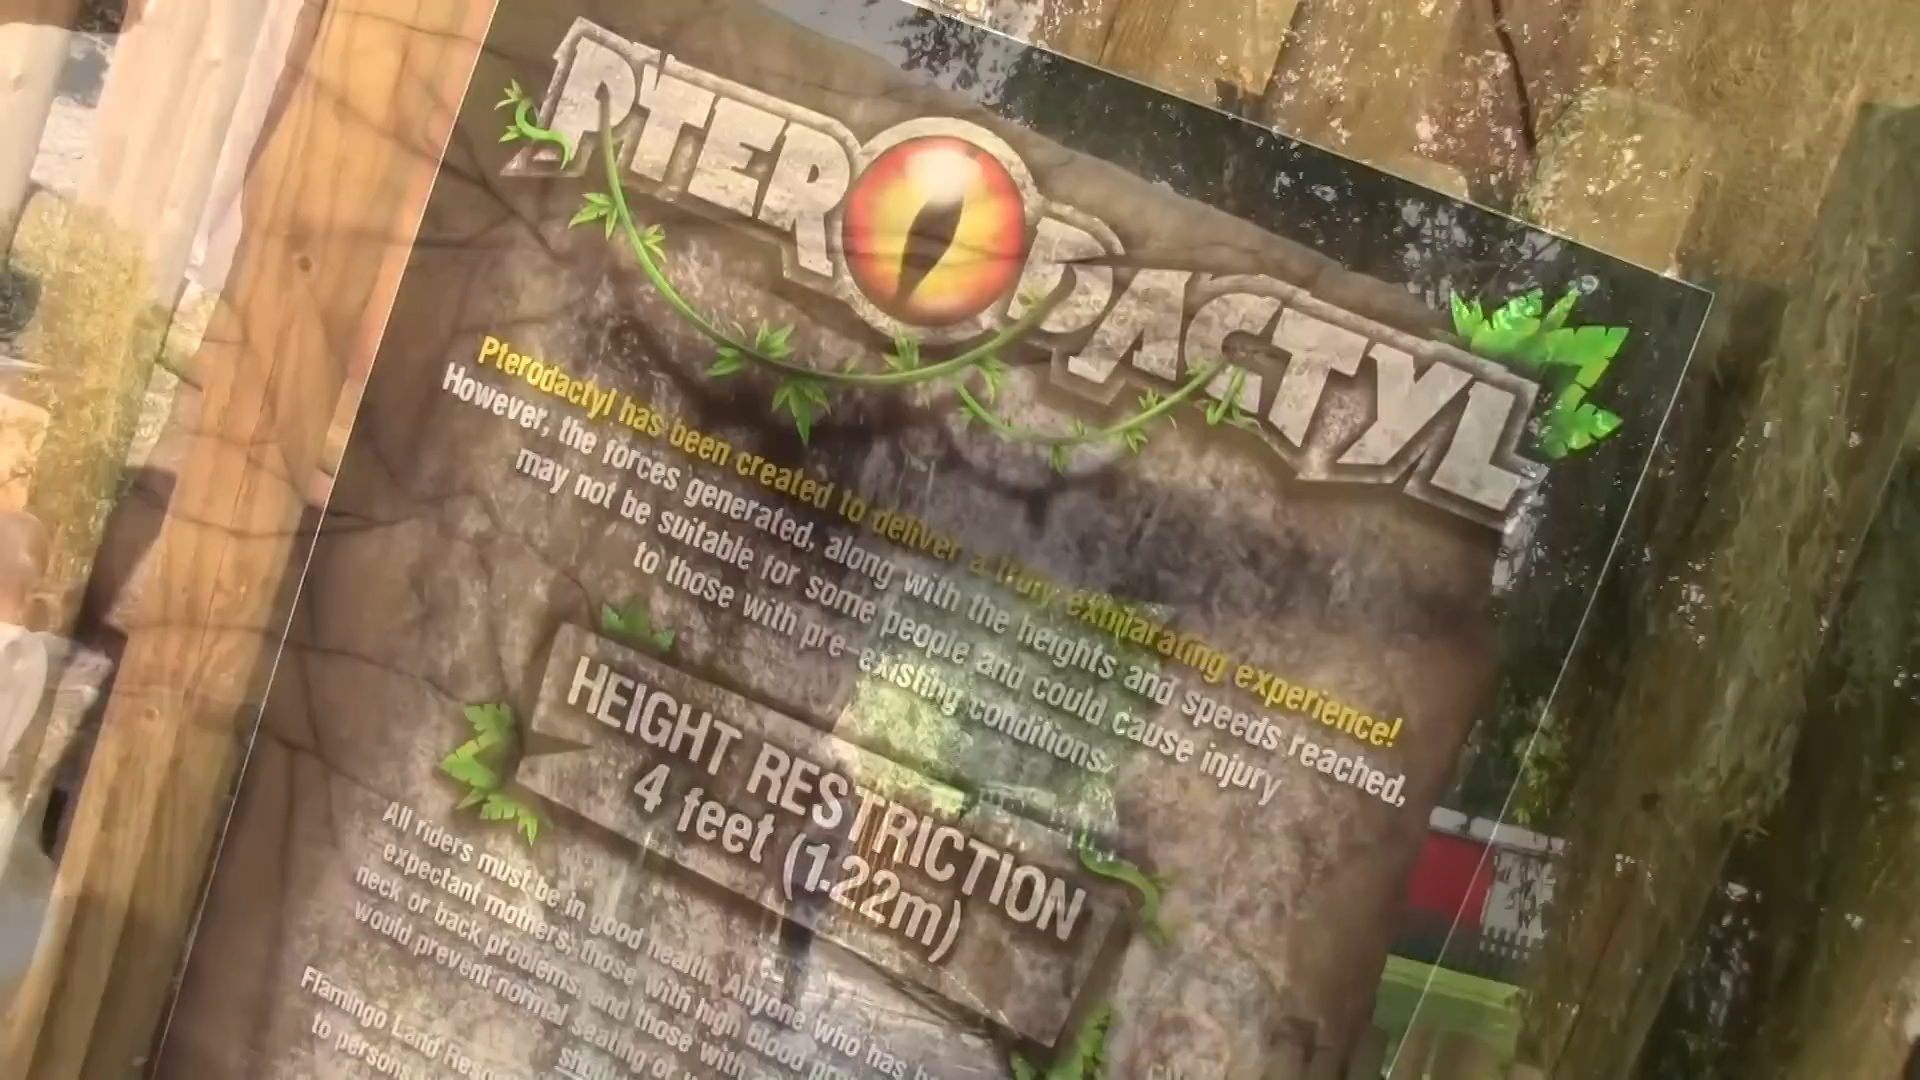 PTERODACTYL
Pterodactyl has been created to deliver a truly exhilarating experience!
However, the forces generated, along with the heights and speeds reached,
may not be suitable for some people and could cause injury
to those with pre-existing conditions.
HEIGHT RESTRICTION
4 feet (1.22m)
All riders must be in good health. Anyone who has
expectant mothers, those with high blood
neck or back problems, and those with
would prevent normal seating or
Flamingo Land
to persons